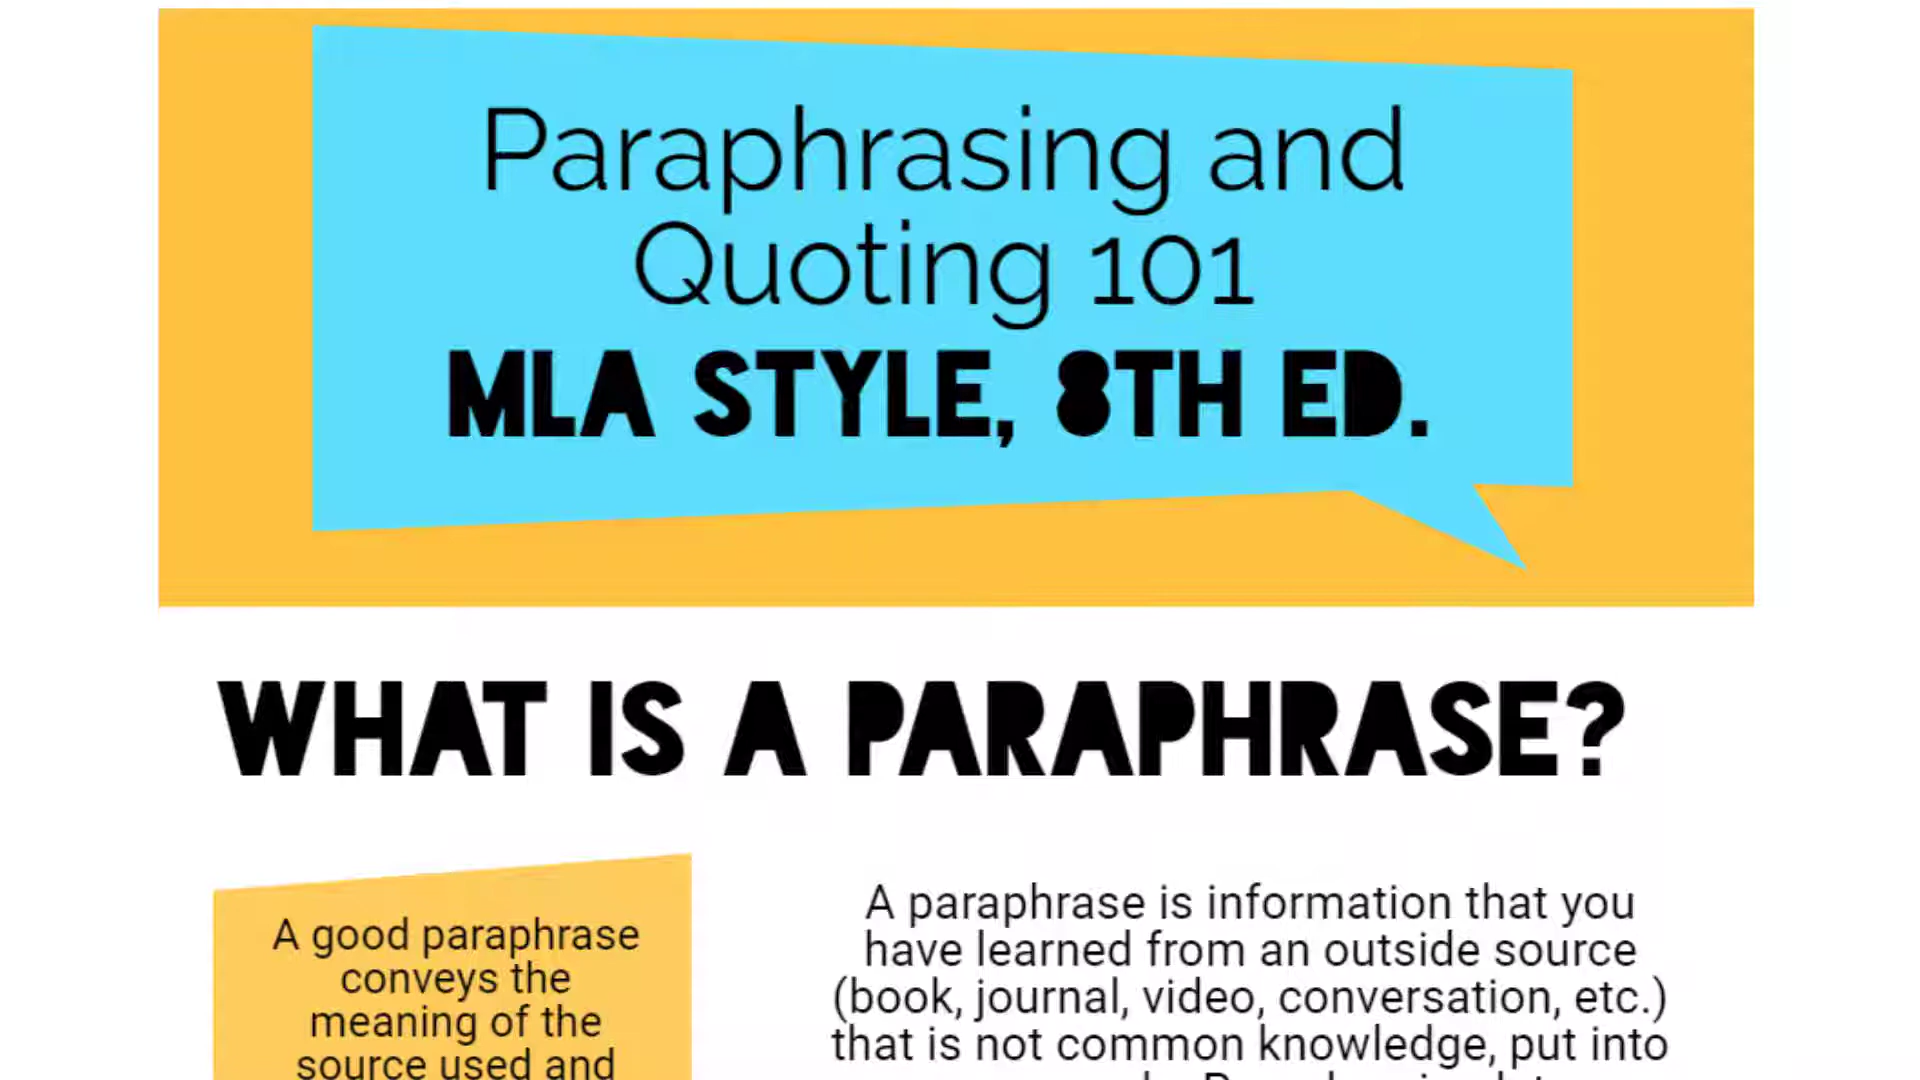 Paraphrasing and
Quoting 101
MLA STYLE, 8TH ED.
WHAT IS A PARAPHRASE?
A good paraphrase
conveys the
meaning of the
source used and
A paraphrase is information that you
have learned from an outside source
(book, journal, video, conversation, etc.)
that is not common knowledge, put into